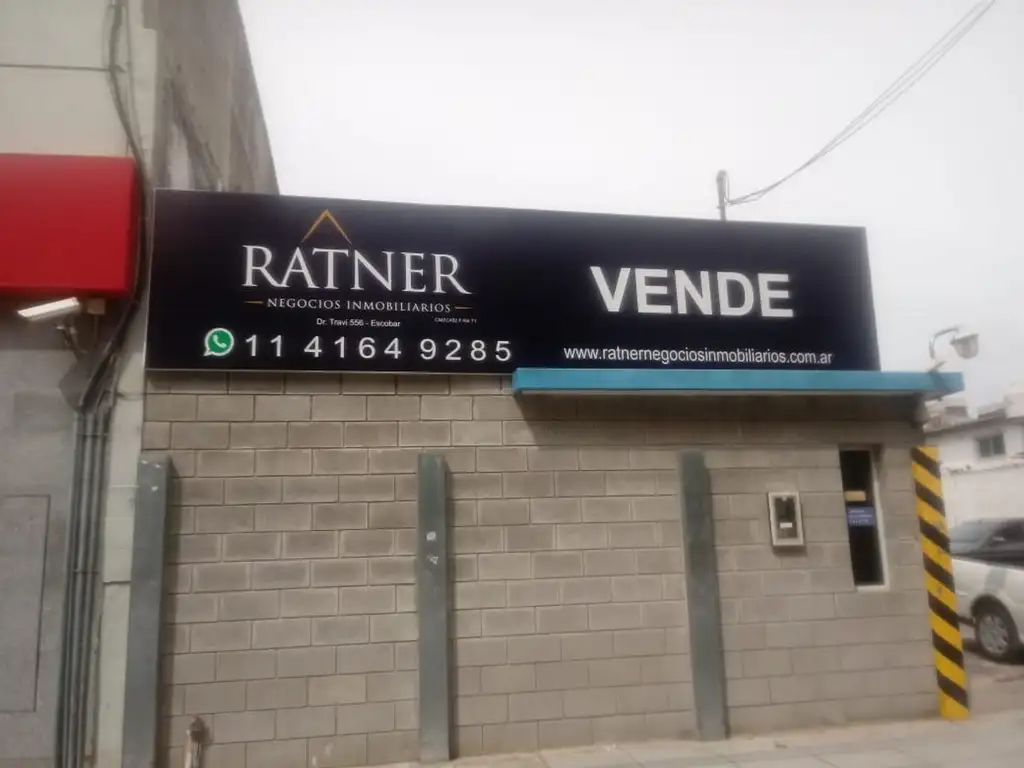 RATNER
NEGOCIOS INMOBILIARIOS
Dr. Travi 556 - Escobar
11 4164 9285
VENDE
www.ratnernegociosinmobiliarios.com.ar